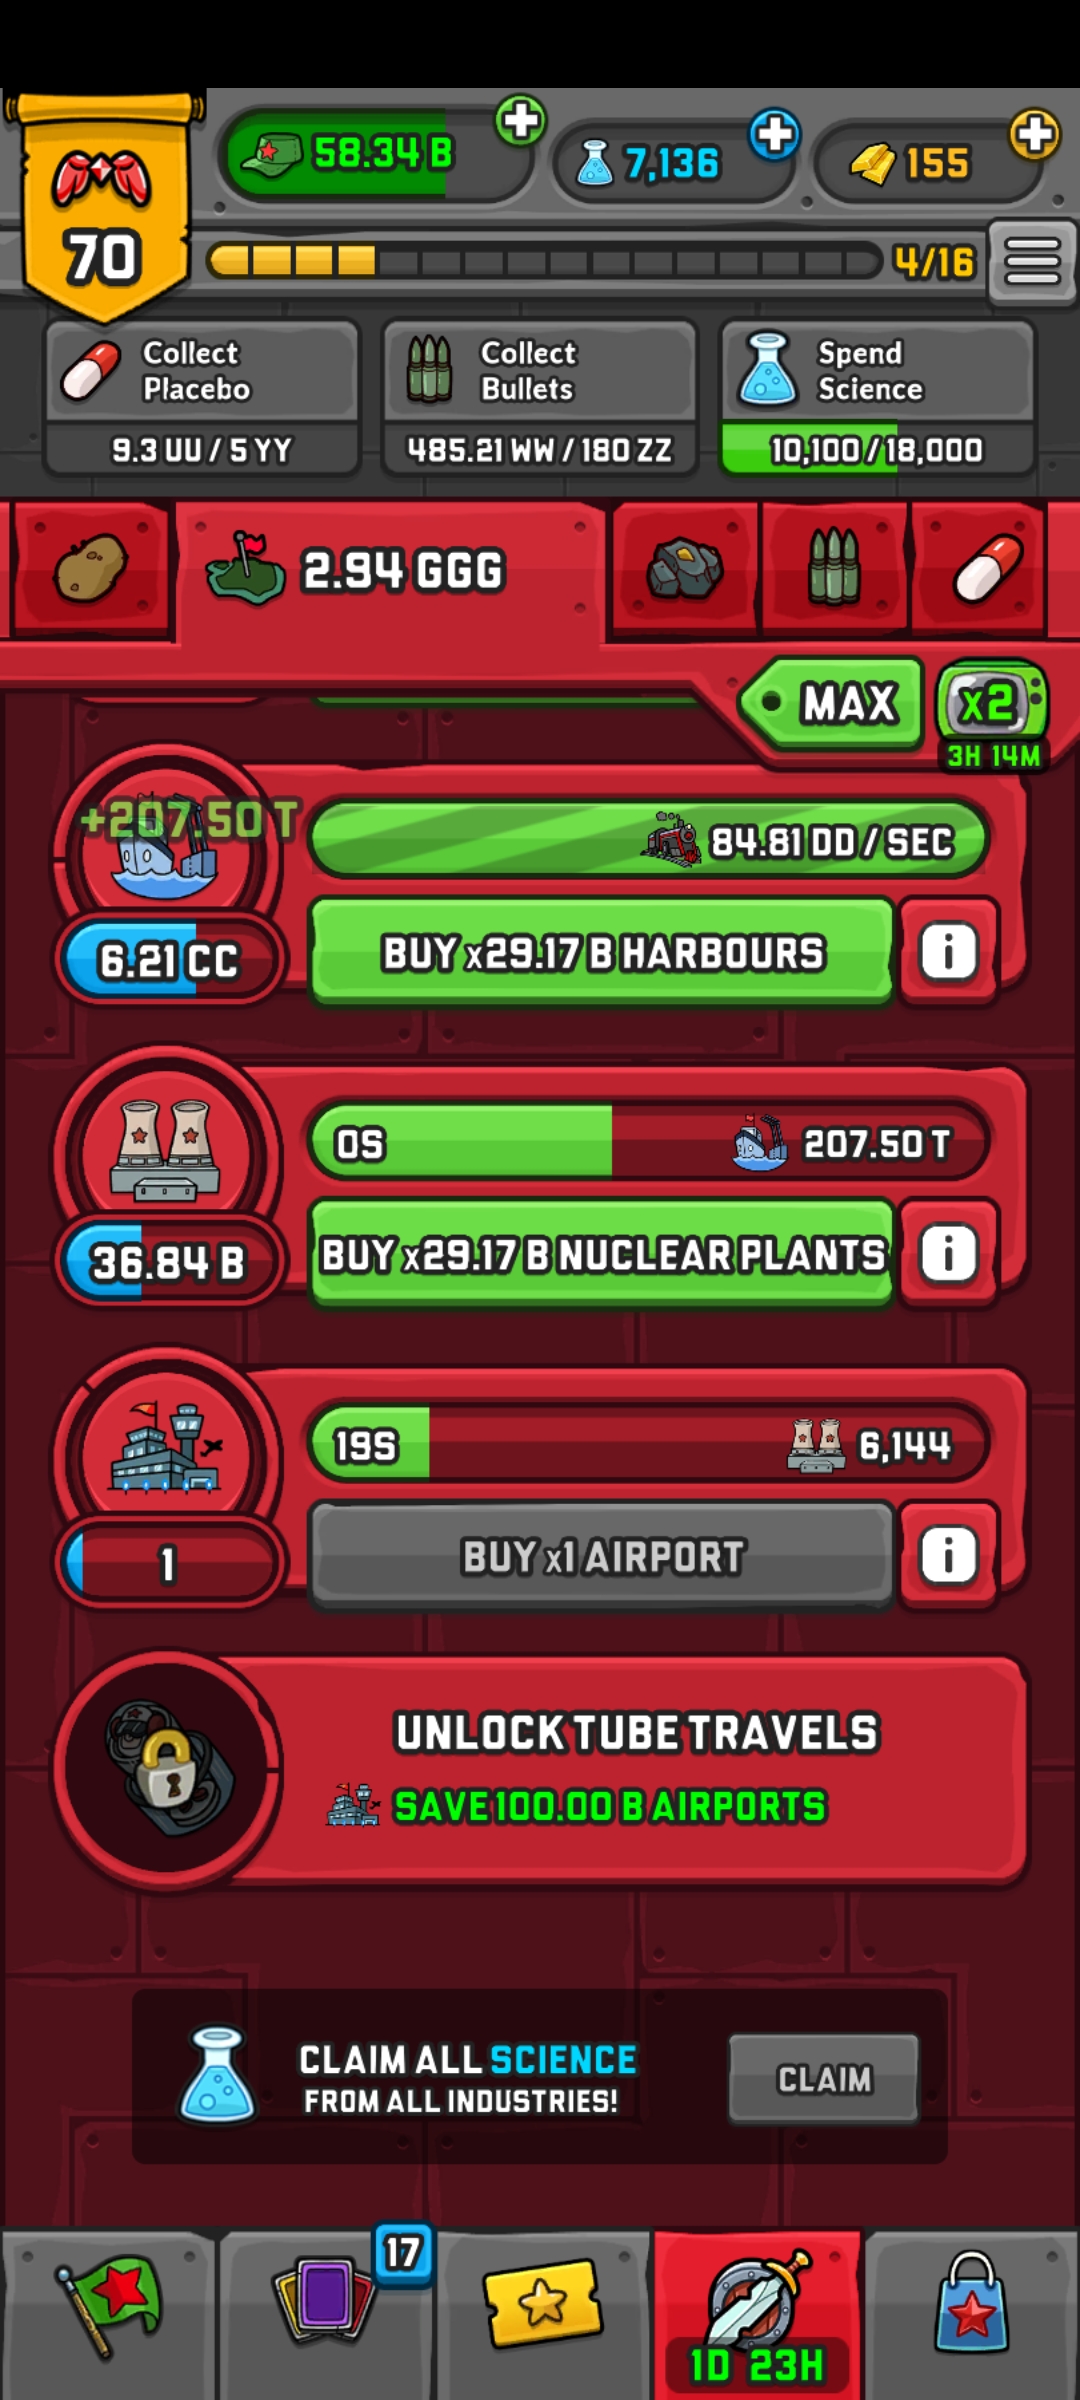 58.34 B
7,136
155
70
4/16
Collect
Placebo
9.3 UU / 5 YY
Collect
Bullets
485.21 WW / 180 ZZ
Spend
Science
10,100 / 18,000
2.94 GGG
MAX
x2
3H 14M
+207.50 T
84.81 DD / SEC
6.21 CC
BUY x29.17 B HARBOURS
i
0S
207.50 T
36.84 B
BUY x29.17 B NUCLEAR PLANTS
i
19S
6,144
1
BUY x1 AIRPORT
i
UNLOCK TUBE TRAVELS
SAVE 100.00 B AIRPORTS
CLAIM ALL SCIENCE
FROM ALL INDUSTRIES!
CLAIM
17
1D 23H